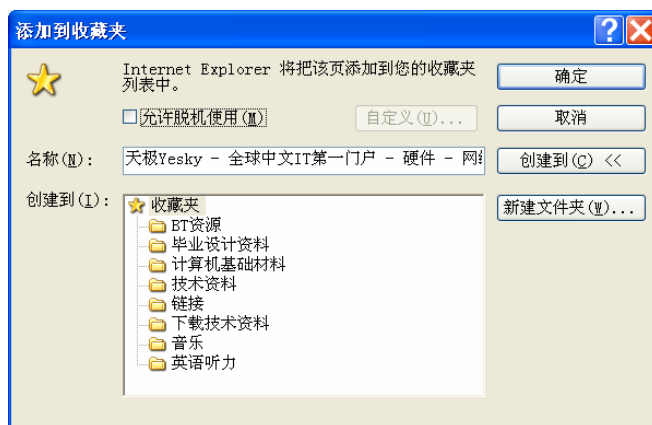 添加到收藏夹
Internet Explorer 将把该页添加到您的收藏夹
列表中。
确定
允许脱机使用(M)
自定义(U)...
取消
名称(N):
天极Yesky - 全球中文IT第一门户 - 硬件 - 网
创建到(C) <<
创建到(I):
收藏夹
新建文件夹(W)...
BT资源
毕业设计资料
计算机基础材料
技术资料
链接
下载技术资料
音乐
英语听力